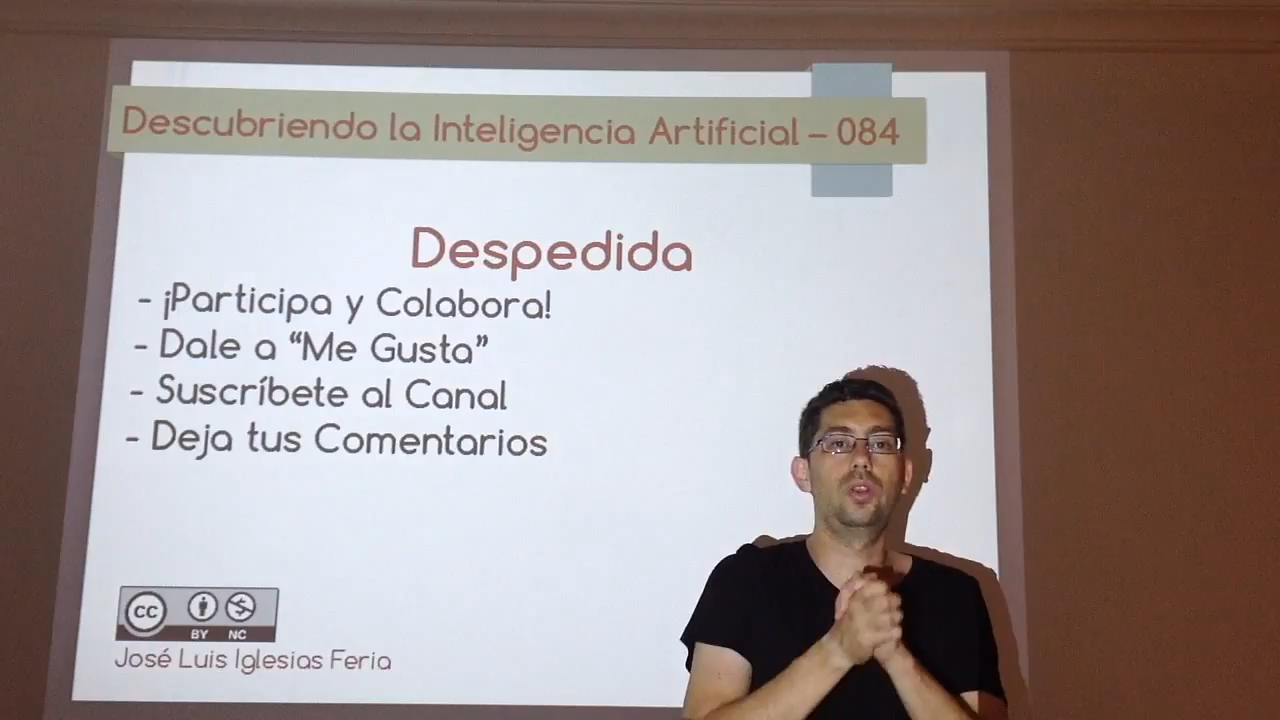 Descubriendo la Inteligencia Artificial – 084
Despedida
- ¡Participa y Colabora!
- Dale a “Me Gusta”
- Suscríbete al Canal
- Deja tus Comentarios
CC BY NC
José Luis Iglesias Feria